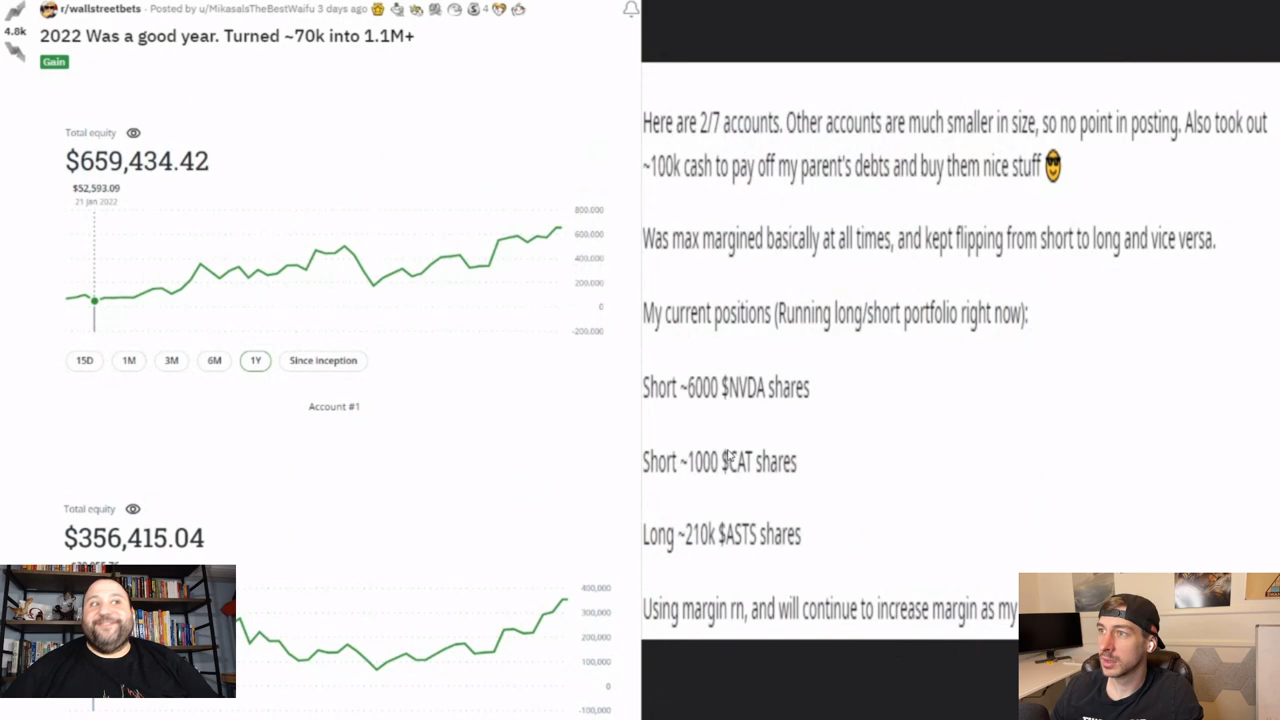 r/wallstreetbets · Posted by u/MikasaIsTheBestWaifu 3 days ago 4
4.8k
2022 Was a good year. Turned ~70k into 1.1M+
Gain
Total equity
$659,434.42
$52,593.09
21 Jan 2022
800,000
600,000
400,000
200,000
0
-200,000
15D 1M 3M 6M 1Y Since inception
Account #1
Total equity
$356,415.04
400,000
300,000
200,000
100,000
0
-100,000
Here are 2/7 accounts. Other accounts are much smaller in size, so no point in posting. Also took out
~100k cash to pay off my parent's debts and buy them nice stuff 😎
Was max margined basically at all times, and kept flipping from short to long and vice versa.
My current positions (Running long/short portfolio right now):
Short ~6000 $NVDA shares
Short ~1000 $CAT shares
Long ~210k $ASTS shares
Using margin rn, and will continue to increase margin as my